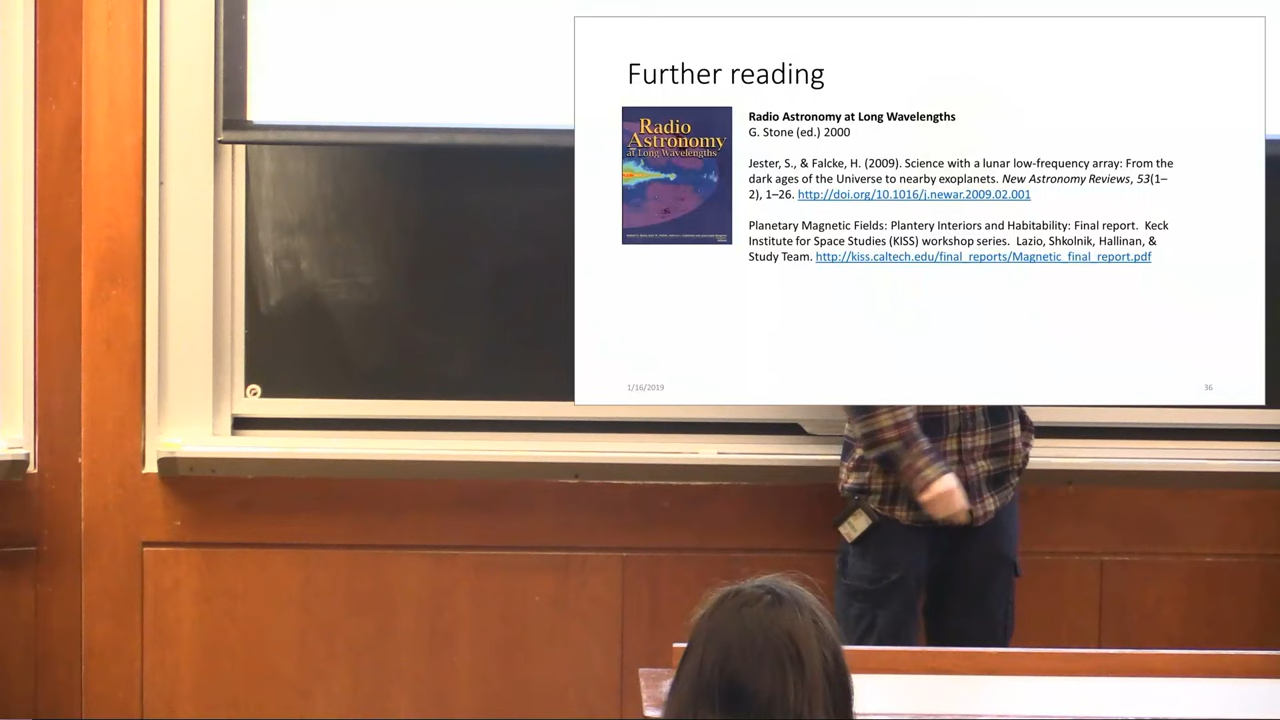 Further reading
Radio
Astronomy
at Long Wavelengths
Radio Astronomy at Long Wavelengths
G. Stone (ed.) 2000
Jester, S., & Falcke, H. (2009). Science with a lunar low-frequency array: From the
dark ages of the Universe to nearby exoplanets. New Astronomy Reviews, 53(1–
2), 1–26. http://doi.org/10.1016/j.newar.2009.02.001
Planetary Magnetic Fields: Plantery Interiors and Habitability: Final report. Keck
Institute for Space Studies (KISS) workshop series. Lazio, Shkolnik, Hallinan, &
Study Team. http://kiss.caltech.edu/final_reports/Magnetic_final_report.pdf
1/16/2019
36